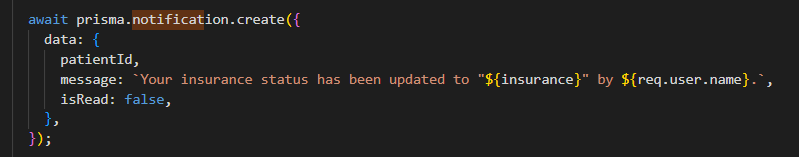 await prisma.notification.create({
  data: {
    patientId,
    message: `Your insurance status has been updated to "${insurance}" by ${req.user.name}.`,
    isRead: false,
  },
});